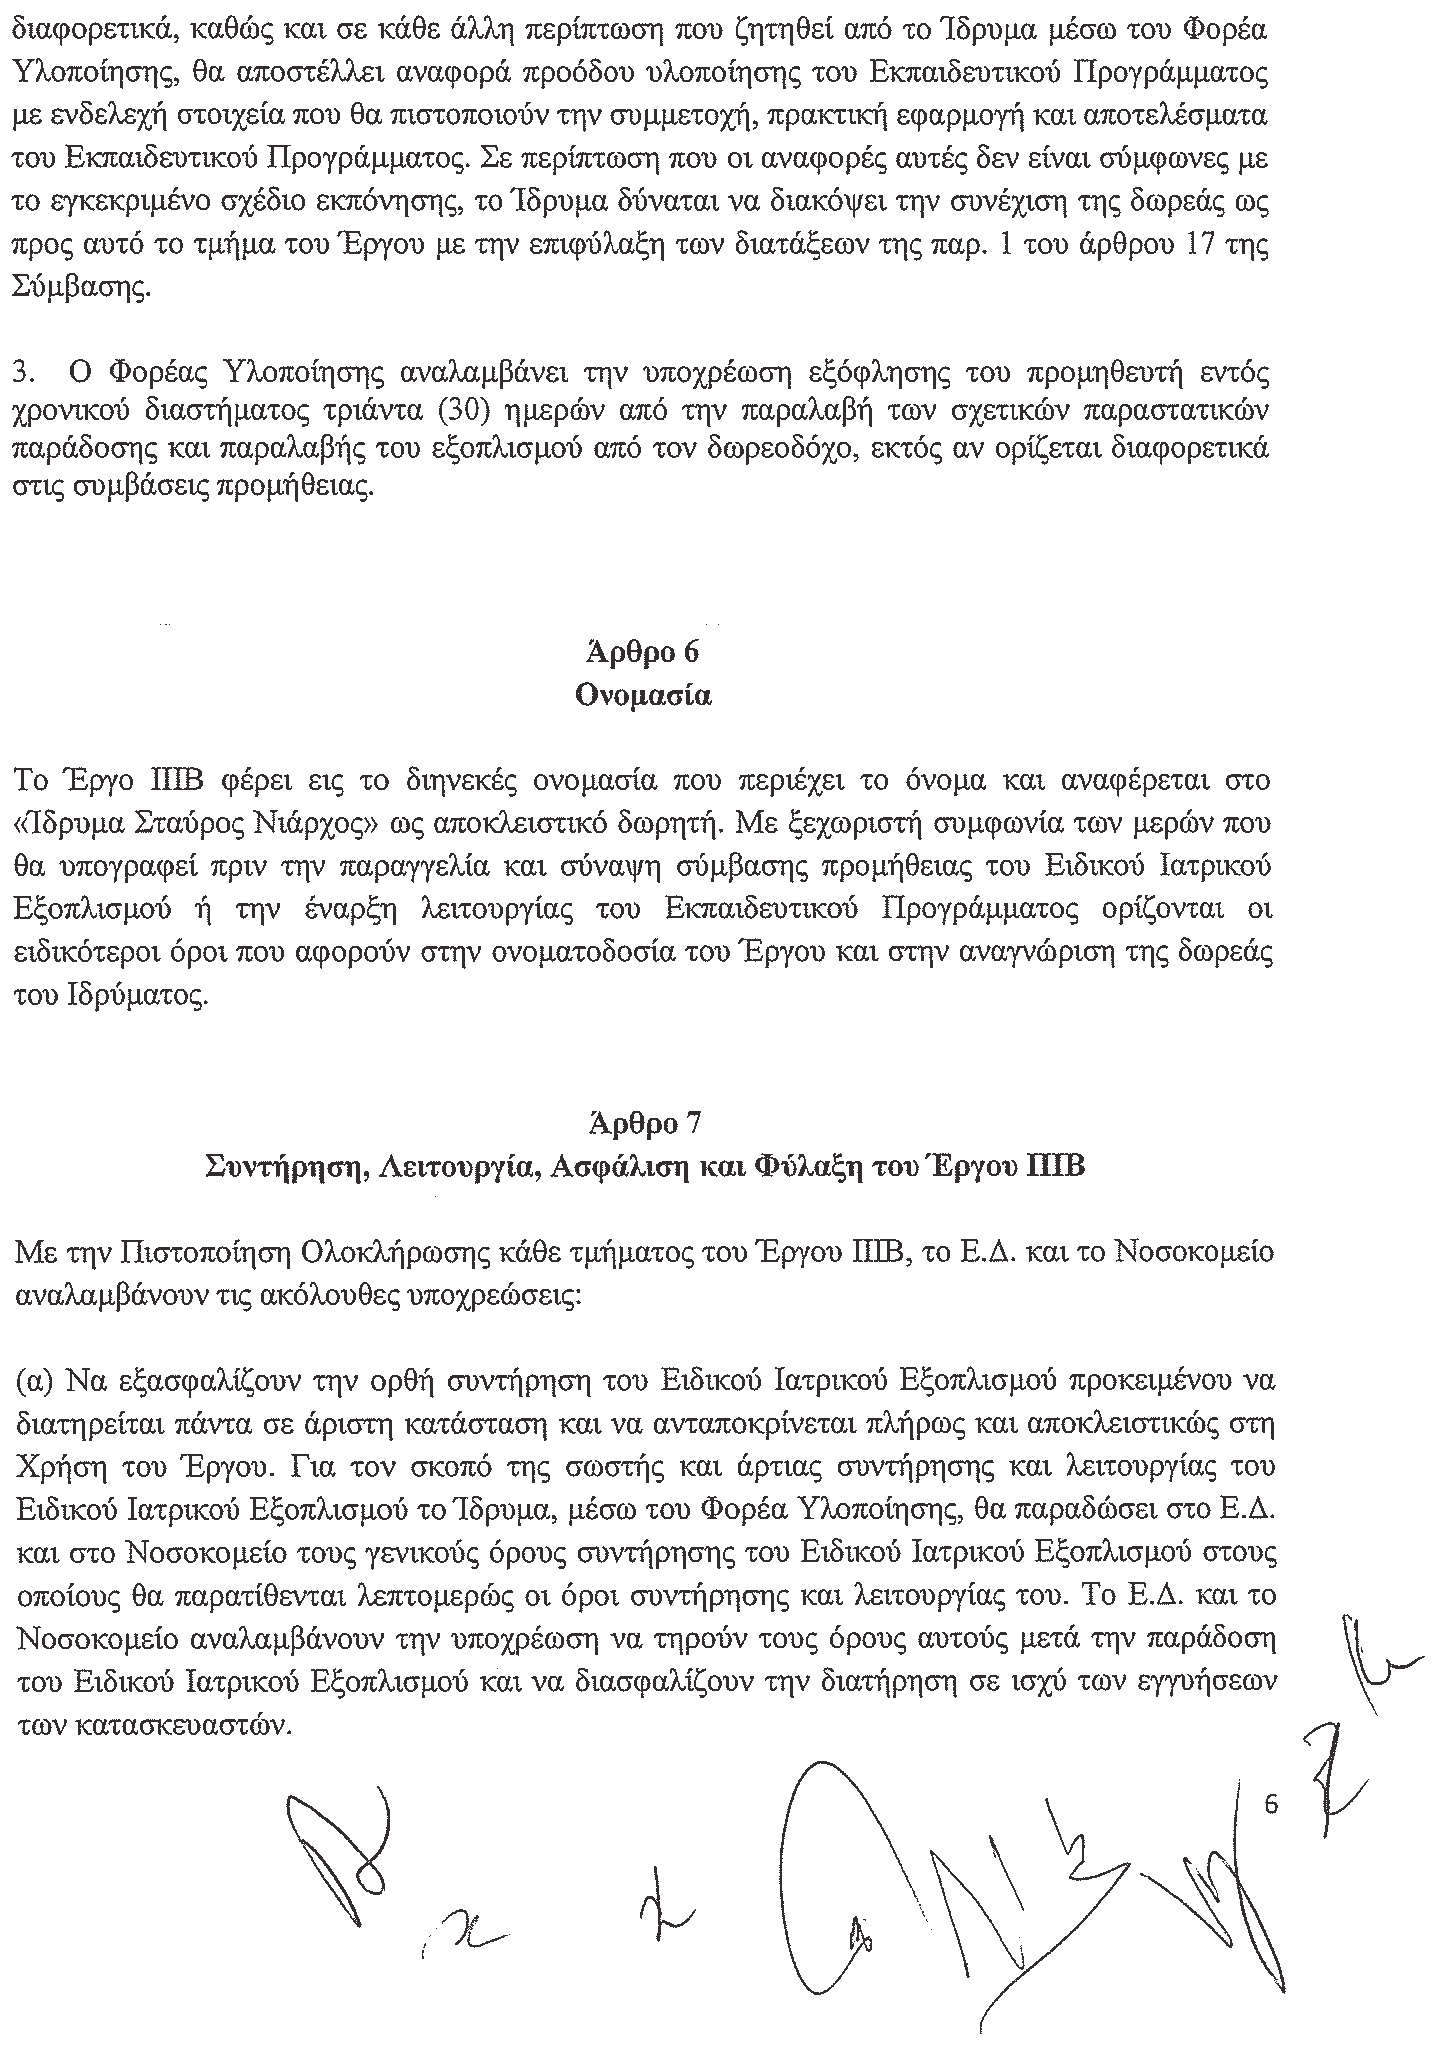 διαφορετικά, καθώς και σε κάθε άλλη περίπτωση που ζητηθεί από το Ίδρυμα μέσω του Φορέα
Υλοποίησης, θα αποστέλλει αναφορά προόδου υλοποίησης του Εκπαιδευτικού Προγράμματος
με ενδελεχή στοιχεία που θα πιστοποιούν την συμμετοχή, πρακτική εφαρμογή και αποτελέσματα
του Εκπαιδευτικού Προγράμματος. Σε περίπτωση που οι αναφορές αυτές δεν είναι σύμφωνες με
το εγκεκριμένο σχέδιο εκπόνησης, το Ίδρυμα δύναται να διακόψει την συνέχιση της δωρεάς ως
προς αυτό το τμήμα του Έργου με την επιφύλαξη των διατάξεων της παρ. 1 του άρθρου 17 της
Σύμβασης.
3. Ο Φορέας Υλοποίησης αναλαμβάνει την υποχρέωση εξόφλησης του προμηθευτή εντός
χρονικού διαστήματος τριάντα (30) ημερών από την παραλαβή των σχετικών παραστατικών
παράδοσης και παραλαβής του εξοπλισμού από τον δωρεοδόχο, εκτός αν ορίζεται διαφορετικά
στις συμβάσεις προμήθειας.
Άρθρο 6
Ονομασία
Το Έργο ΙΙΙΒ φέρει εις το διηνεκές ονομασία που περιέχει το όνομα και αναφέρεται στο
«Ίδρυμα Σταύρος Νιάρχος» ως αποκλειστικό δωρητή. Με ξεχωριστή συμφωνία των μερών που
θα υπογραφεί πριν την παραγγελία και σύναψη σύμβασης προμήθειας του Ειδικού Ιατρικού
Εξοπλισμού ή την έναρξη λειτουργίας του Εκπαιδευτικού Προγράμματος ορίζονται οι
ειδικότεροι όροι που αφορούν στην ονοματοδοσία του Έργου και στην αναγνώριση της δωρεάς
του Ιδρύματος.
Άρθρο 7
Συντήρηση, Λειτουργία, Ασφάλιση και Φύλαξη του Έργου ΙΙΙΒ
Με την Πιστοποίηση Ολοκλήρωσης κάθε τμήματος του Έργου ΙΙΙΒ, το Ε.Δ. και το Νοσοκομείο
αναλαμβάνουν τις ακόλουθες υποχρεώσεις:
(α) Να εξασφαλίζουν την ορθή συντήρηση του Ειδικού Ιατρικού Εξοπλισμού προκειμένου να
διατηρείται πάντα σε άριστη κατάσταση και να ανταποκρίνεται πλήρως και αποκλειστικώς στη
Χρήση του Έργου. Για τον σκοπό της σωστής και άρτιας συντήρησης και λειτουργίας του
Ειδικού Ιατρικού Εξοπλισμού το Ίδρυμα, μέσω του Φορέα Υλοποίησης, θα παραδώσει στο Ε.Δ.
και στο Νοσοκομείο τους γενικούς όρους συντήρησης του Ειδικού Ιατρικού Εξοπλισμού στους
οποίους θα παρατίθενται λεπτομερώς οι όροι συντήρησης και λειτουργίας του. Το Ε.Δ. και το
Νοσοκομείο αναλαμβάνουν την υποχρέωση να τηρούν τους όρους αυτούς μετά την παράδοση
του Ειδικού Ιατρικού Εξοπλισμού και να διασφαλίζουν την διατήρηση σε ισχύ των εγγυήσεων
των κατασκευαστών.
6